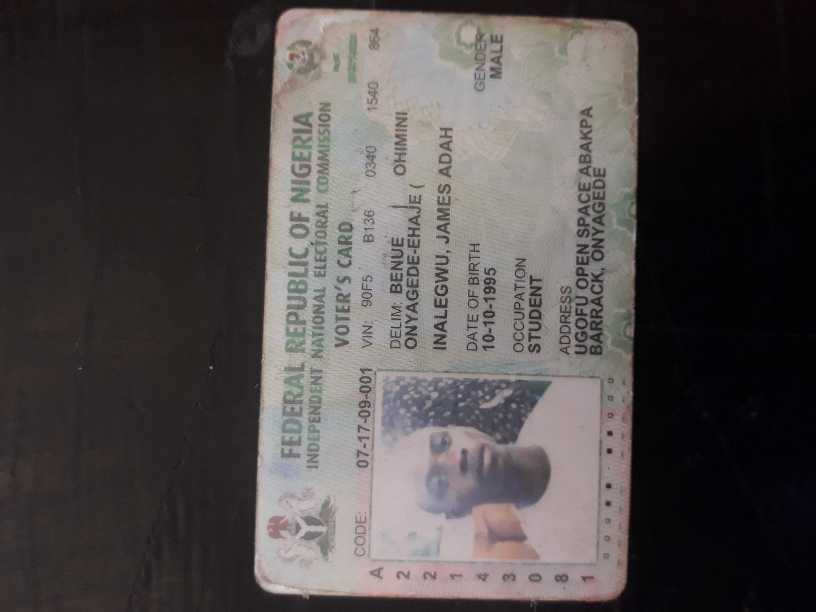 FEDERAL REPUBLIC OF NIGERIA
INDEPENDENT NATIONAL ELECTORAL COMMISSION
VOTER'S CARD
CODE: 07-17-09-001 VIN: 90F5 B136 0340 1540 864
DELIM: BENUE | OHIMINI
ONYAGEDE-EHAJE (
INALEGWU, JAMES ADAH
DATE OF BIRTH
10-10-1995
GENDER
MALE
OCCUPATION
STUDENT
ADDRESS
UGOFU OPEN SPACE ABAKPA
BARRACK, ONYAGEDE
A
2
2
1
4
3
0
8
1